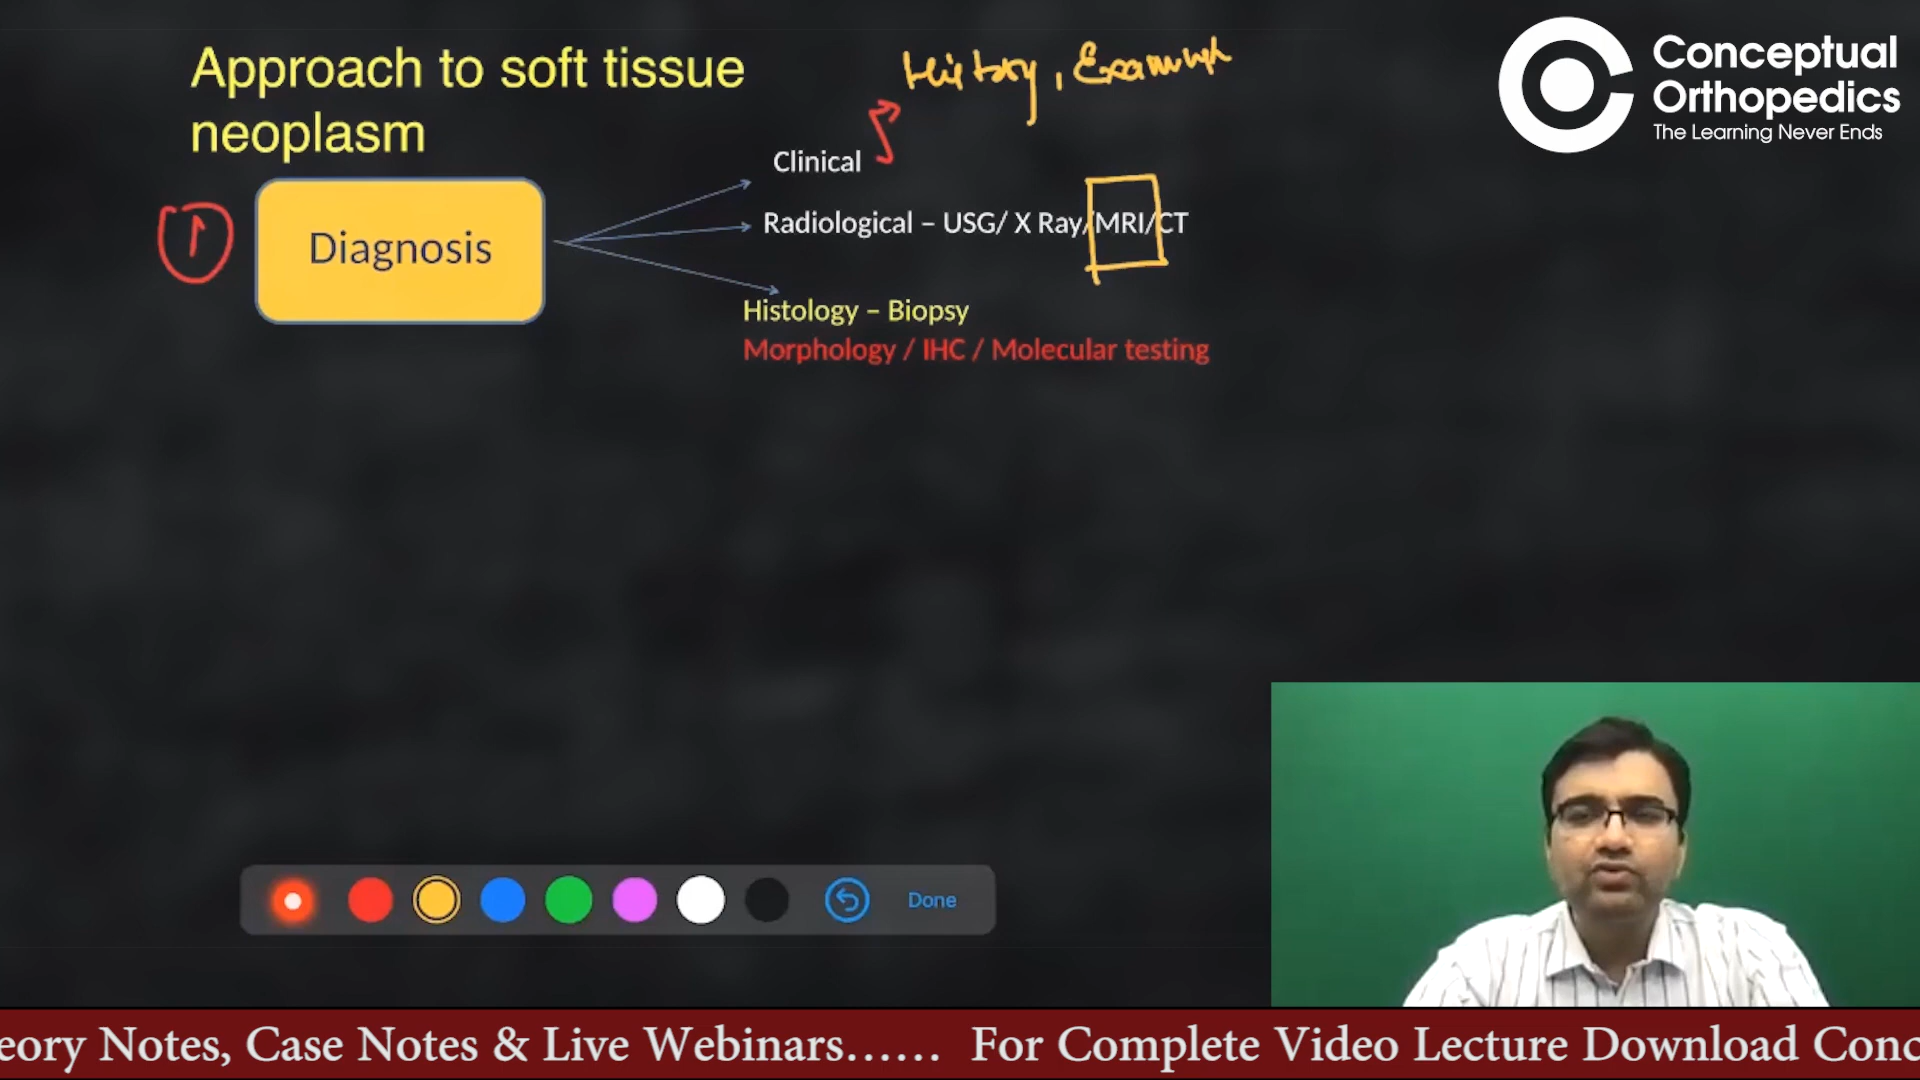 Approach to soft tissue
neoplasm
History,
Clinical
1
Diagnosis
Radiological – USG/ X Ray/MRI/CT
Histology – Biopsy
Morphology / IHC / Molecular testing
Conceptual
Orthopedics
The Learning Never Ends
Done
eory Notes, Case Notes & Live Webinars...... For Complete Video Lecture Download Conc